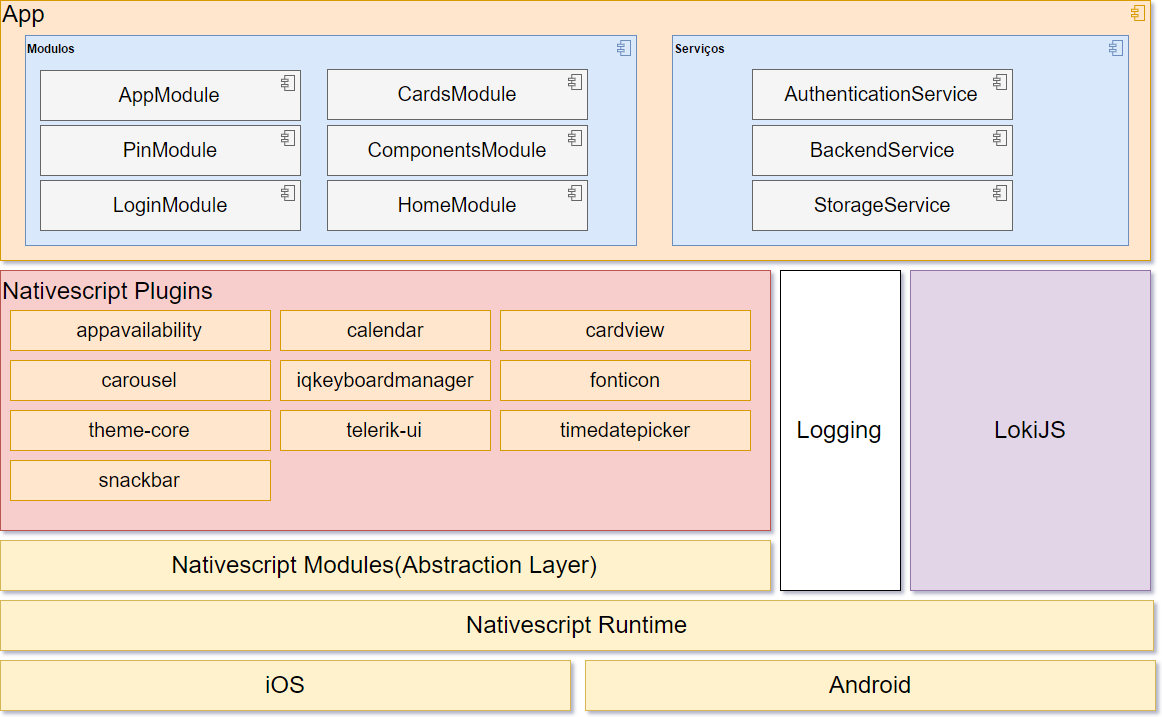 App
Modulos
AppModule
CardsModule
PinModule
ComponentsModule
LoginModule
HomeModule
Serviços
AuthenticationService
BackendService
StorageService
Nativescript Plugins
appavailability
calendar
cardview
carousel
iqkeyboardmanager
fonticon
theme-core
telerik-ui
timedatepicker
snackbar
Logging
LokiJS
Nativescript Modules(Abstraction Layer)
Nativescript Runtime
iOS
Android